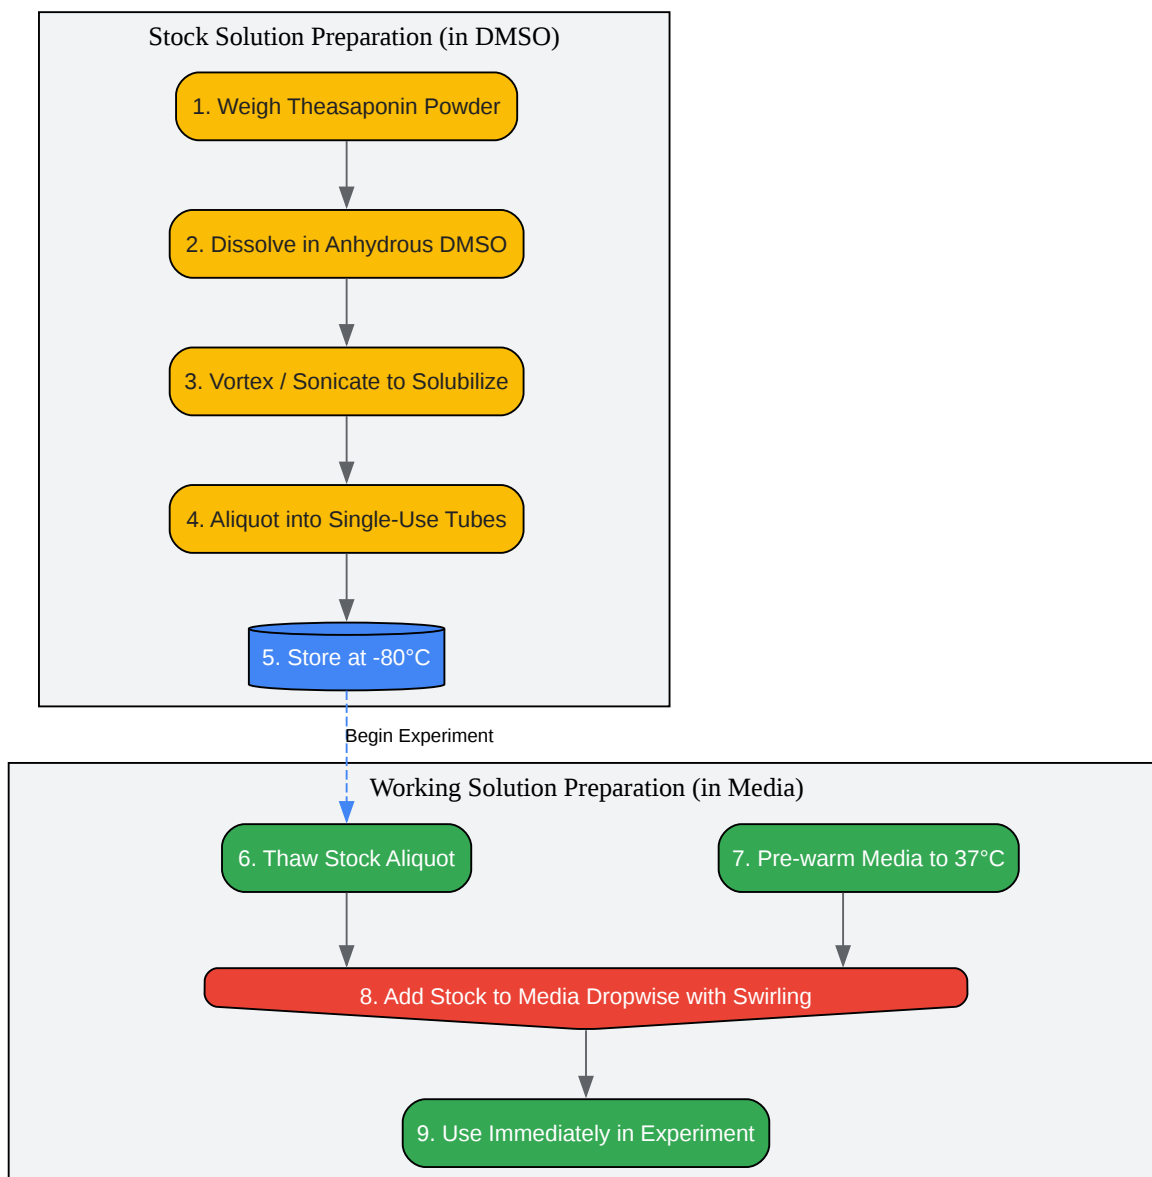 Stock Solution Preparation (in DMSO)
1. Weigh Theasaponin Powder
2. Dissolve in Anhydrous DMSO
3. Vortex / Sonicate to Solubilize
4. Aliquot into Single-Use Tubes
5. Store at -80°C
Begin Experiment
Working Solution Preparation (in Media)
6. Thaw Stock Aliquot
7. Pre-warm Media to 37°C
8. Add Stock to Media Dropwise with Swirling
9. Use Immediately in Experiment